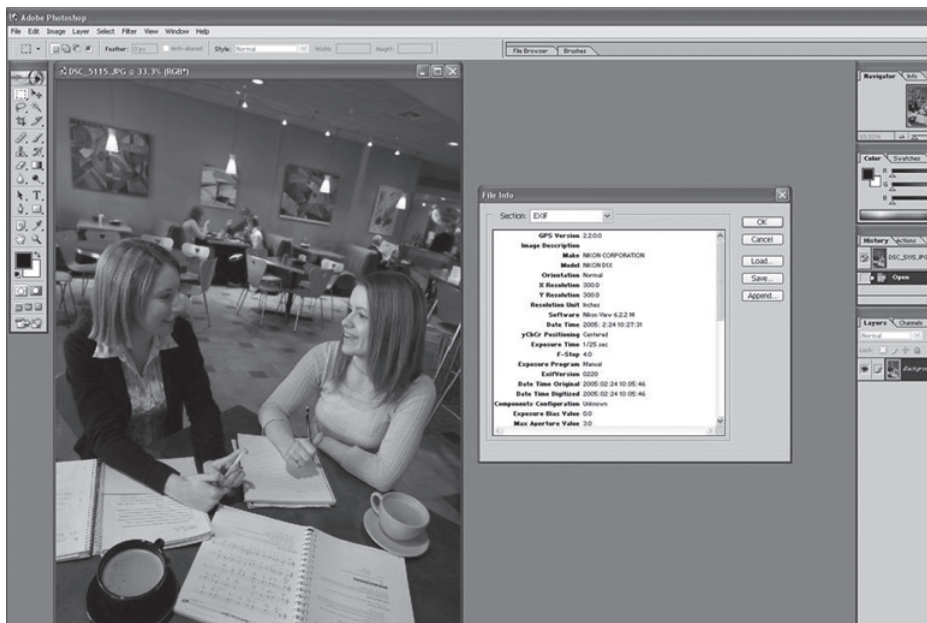 Adobe Photoshop
File Edit Image Layer Select Filter View Window Help
Feather: 0 px Anti-aliased Style: Normal Width: Height:
File Browser Brushes
DSC_5115.JPG @ 33.3% (RGB*)
Navigator Info
33.33%
Color Swatches
R
G
B
History Actions
DSC_5115.JPG
Open
Layers Channels
Normal
Lock:
File Info
Section: EXIF
OK
Cancel
Load...
Save...
Append...
GPS Version 2.2.0.0
Image Description
Make NIKON CORPORATION
Model NIKON D1X
Orientation Normal
X Resolution 300.0
Y Resolution 300.0
Resolution Unit Inches
Software Nikon View 6.2.2 M
Date Time 2005: 2:24 10:27:31
yCbCr Positioning Centered
Exposure Time 1/25 sec
F-Stop 4.0
Exposure Program Manual
ExifVersion 0220
Date Time Original 2005:02:24 10:05:46
Date Time Digitized 2005:02:24 10:05:46
Components Configuration Unknown
Exposure Bias Value 0.0
Max Aperture Value 3.0